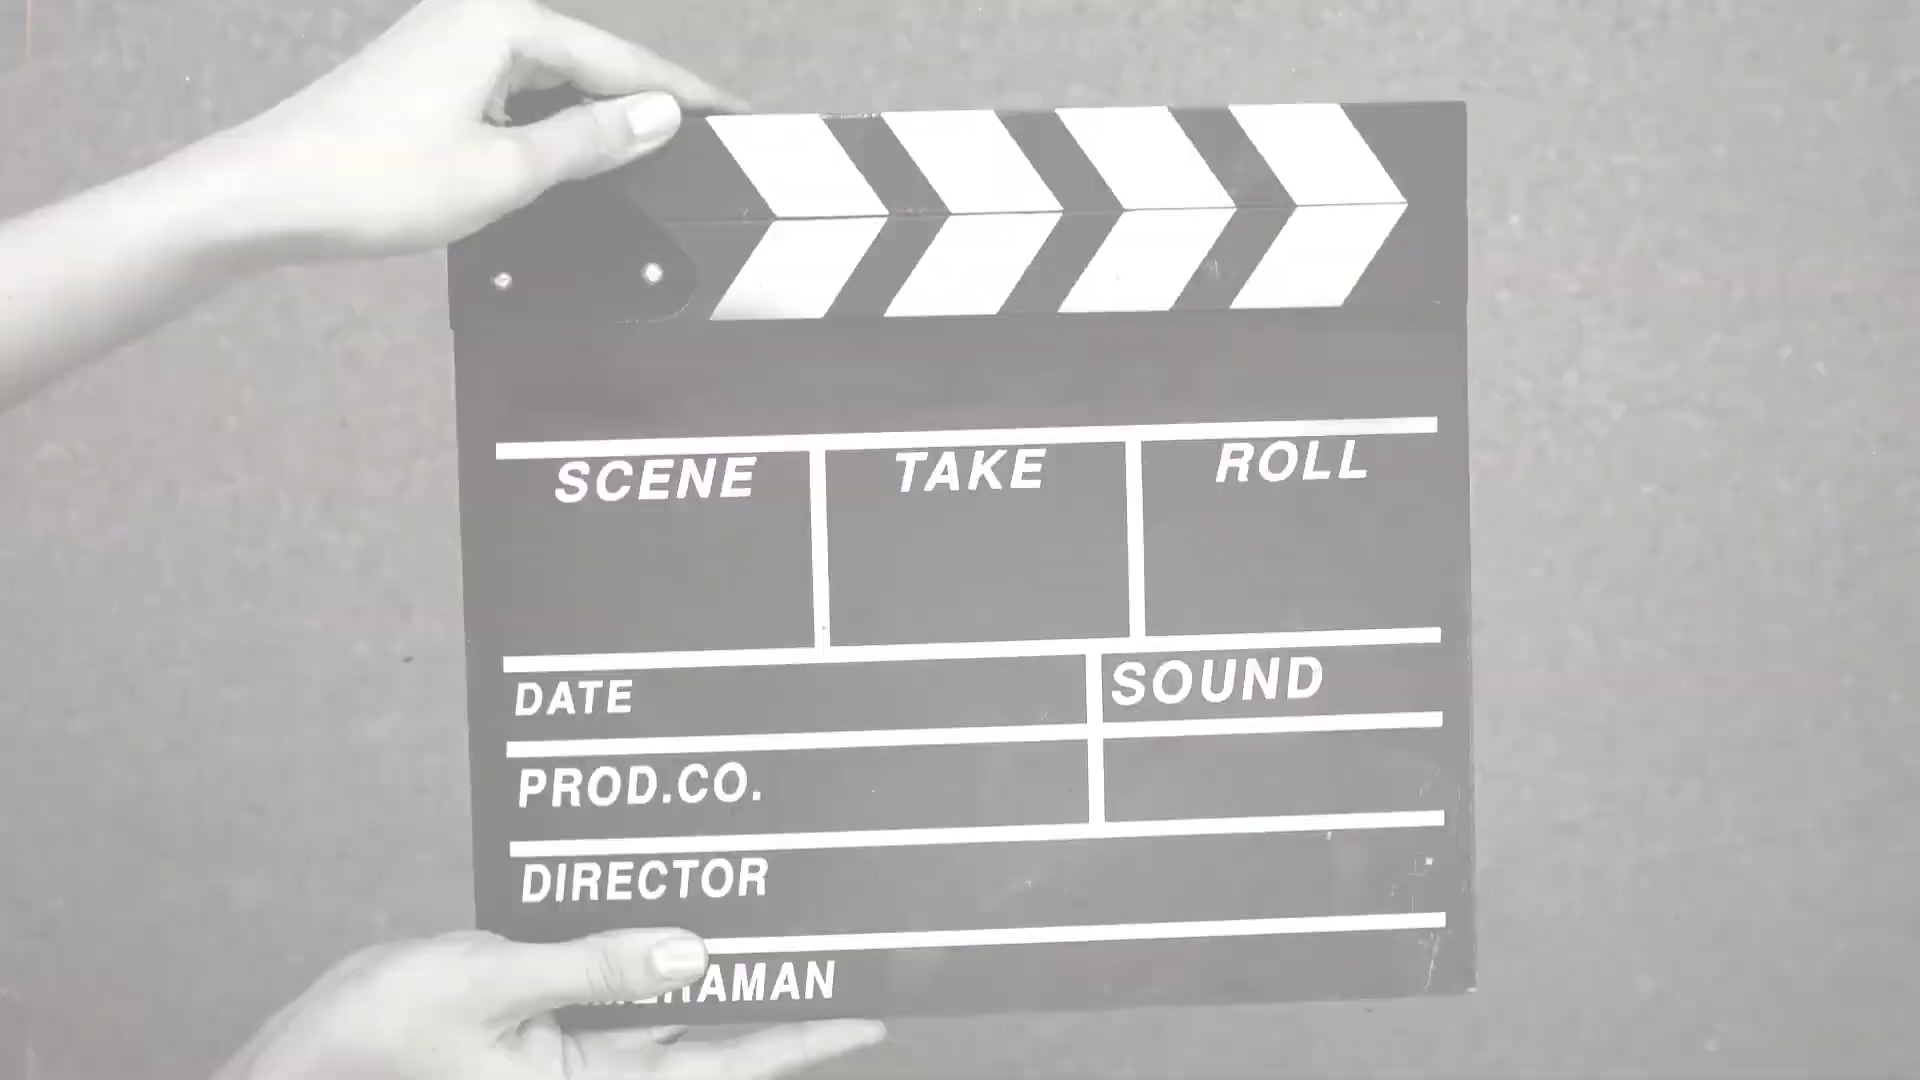 SCENE TAKE ROLL
DATE SOUND
PROD.CO.
DIRECTOR